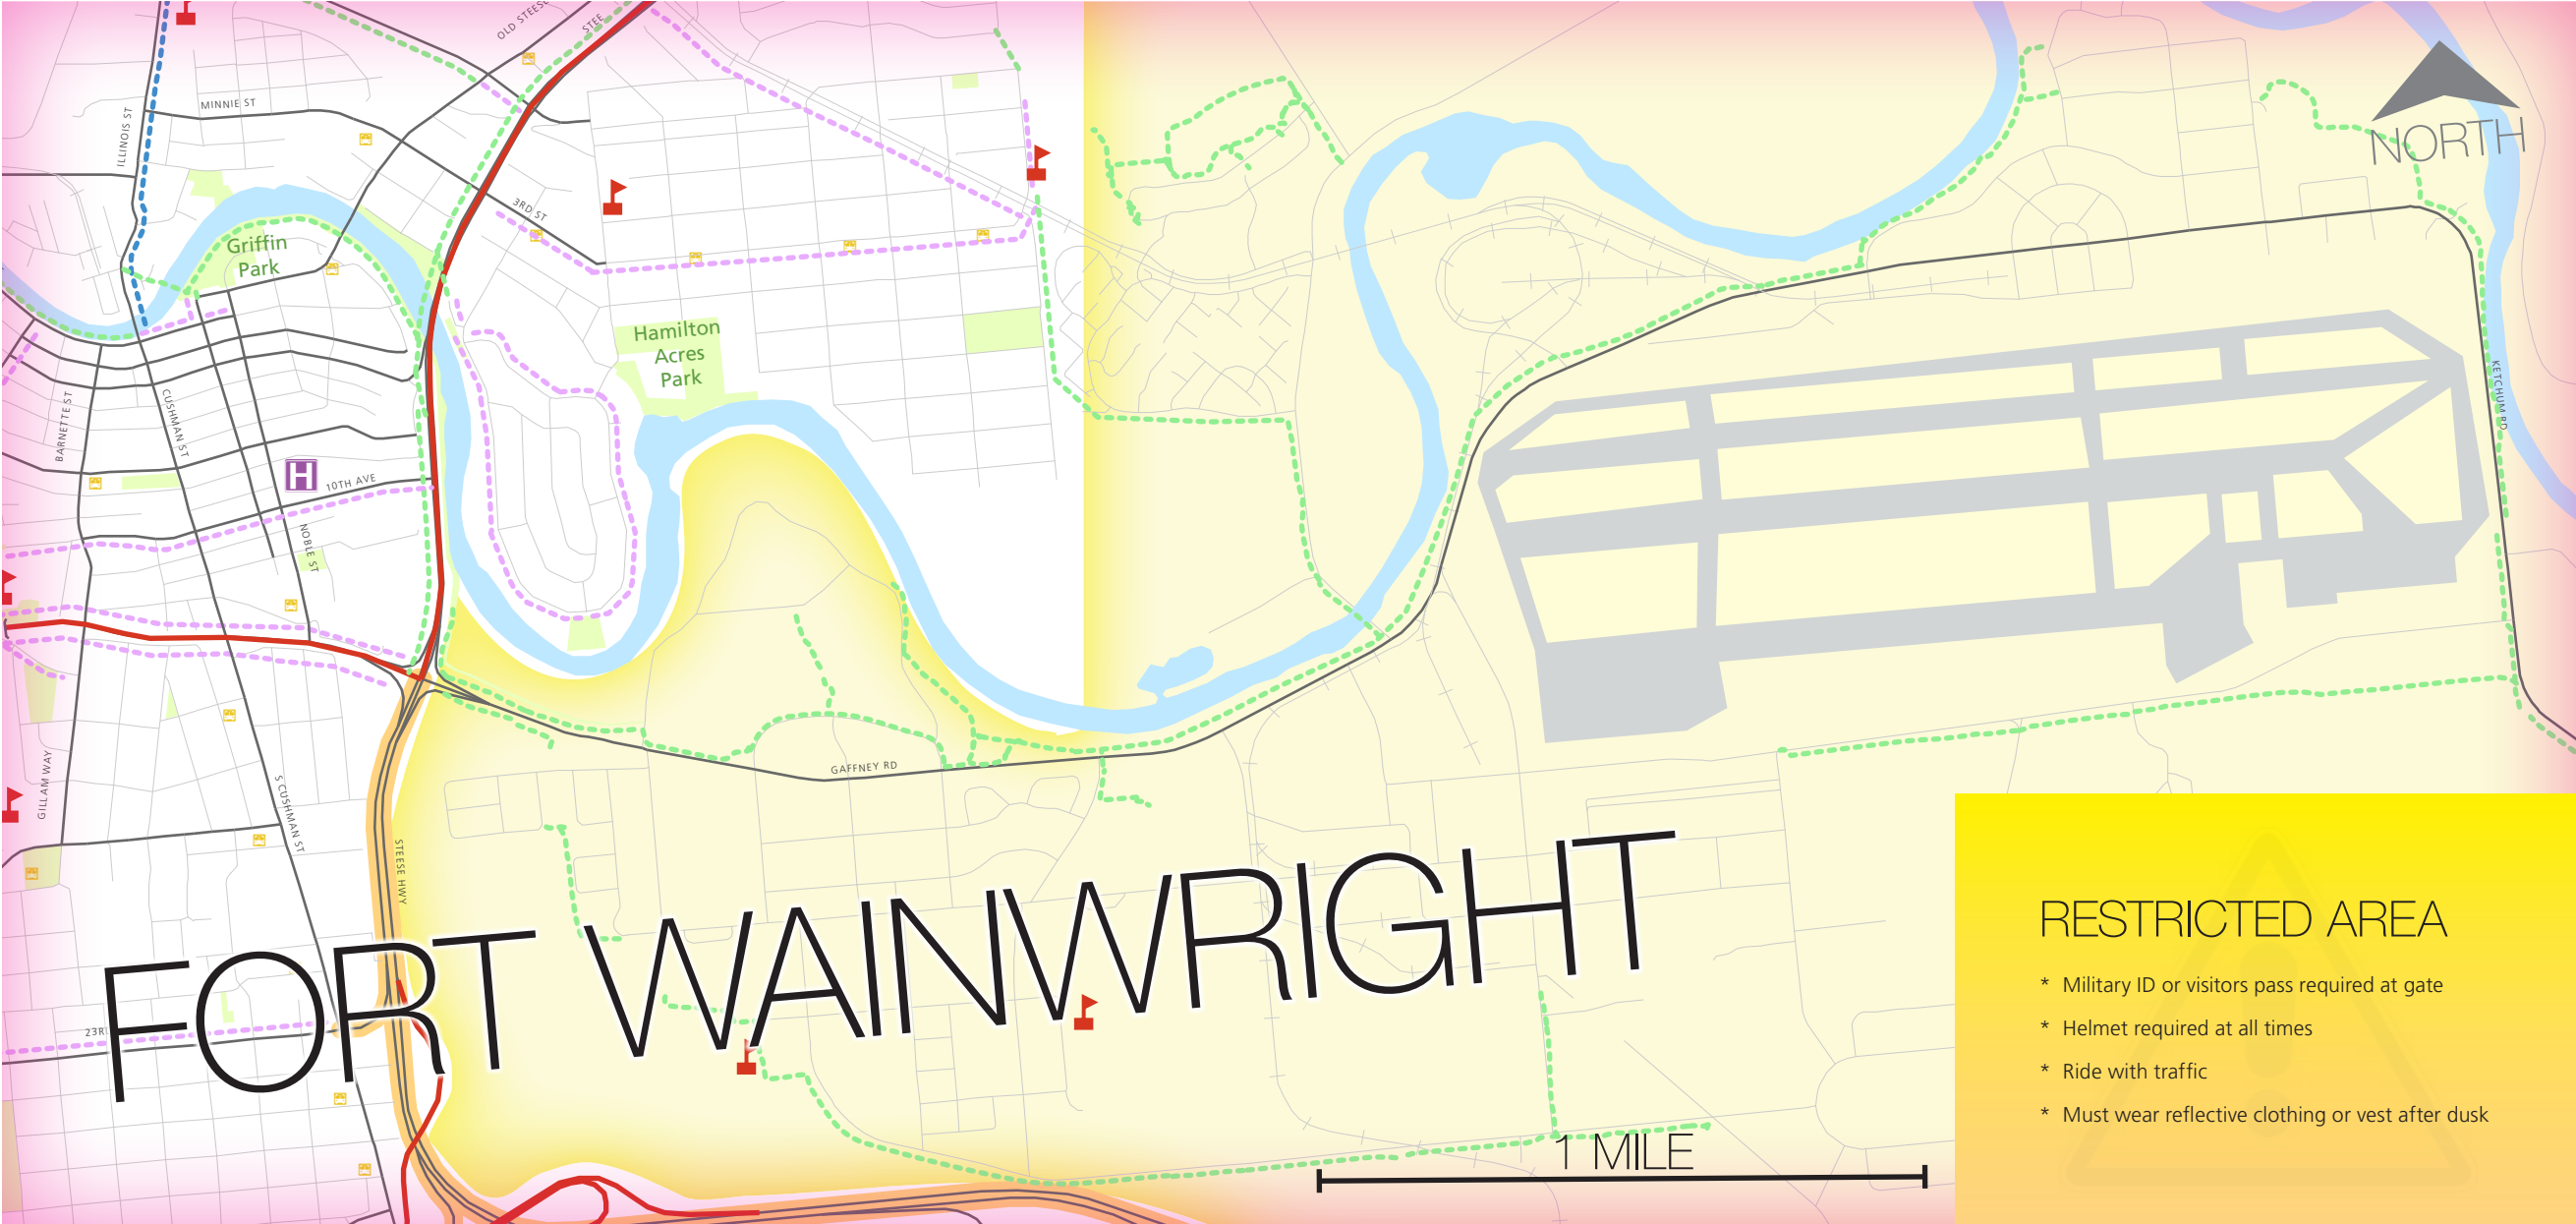 OLD STEESE
STEE
MINNIE ST
ILLINOIS ST
NORTH
3RD ST
Griffin
Park
Hamilton
Acres
Park
KETCHUM RD
BARNETTE ST
CUSHMAN ST
H
10TH AVE
NOBLE ST
GAFFNEY RD
GILLAM WAY
S CUSHMAN ST
STEESE HWY
FORT WAINWRIGHT
23R
RESTRICTED AREA
* Military ID or visitors pass required at gate
* Helmet required at all times
* Ride with traffic
* Must wear reflective clothing or vest after dusk
1 MILE